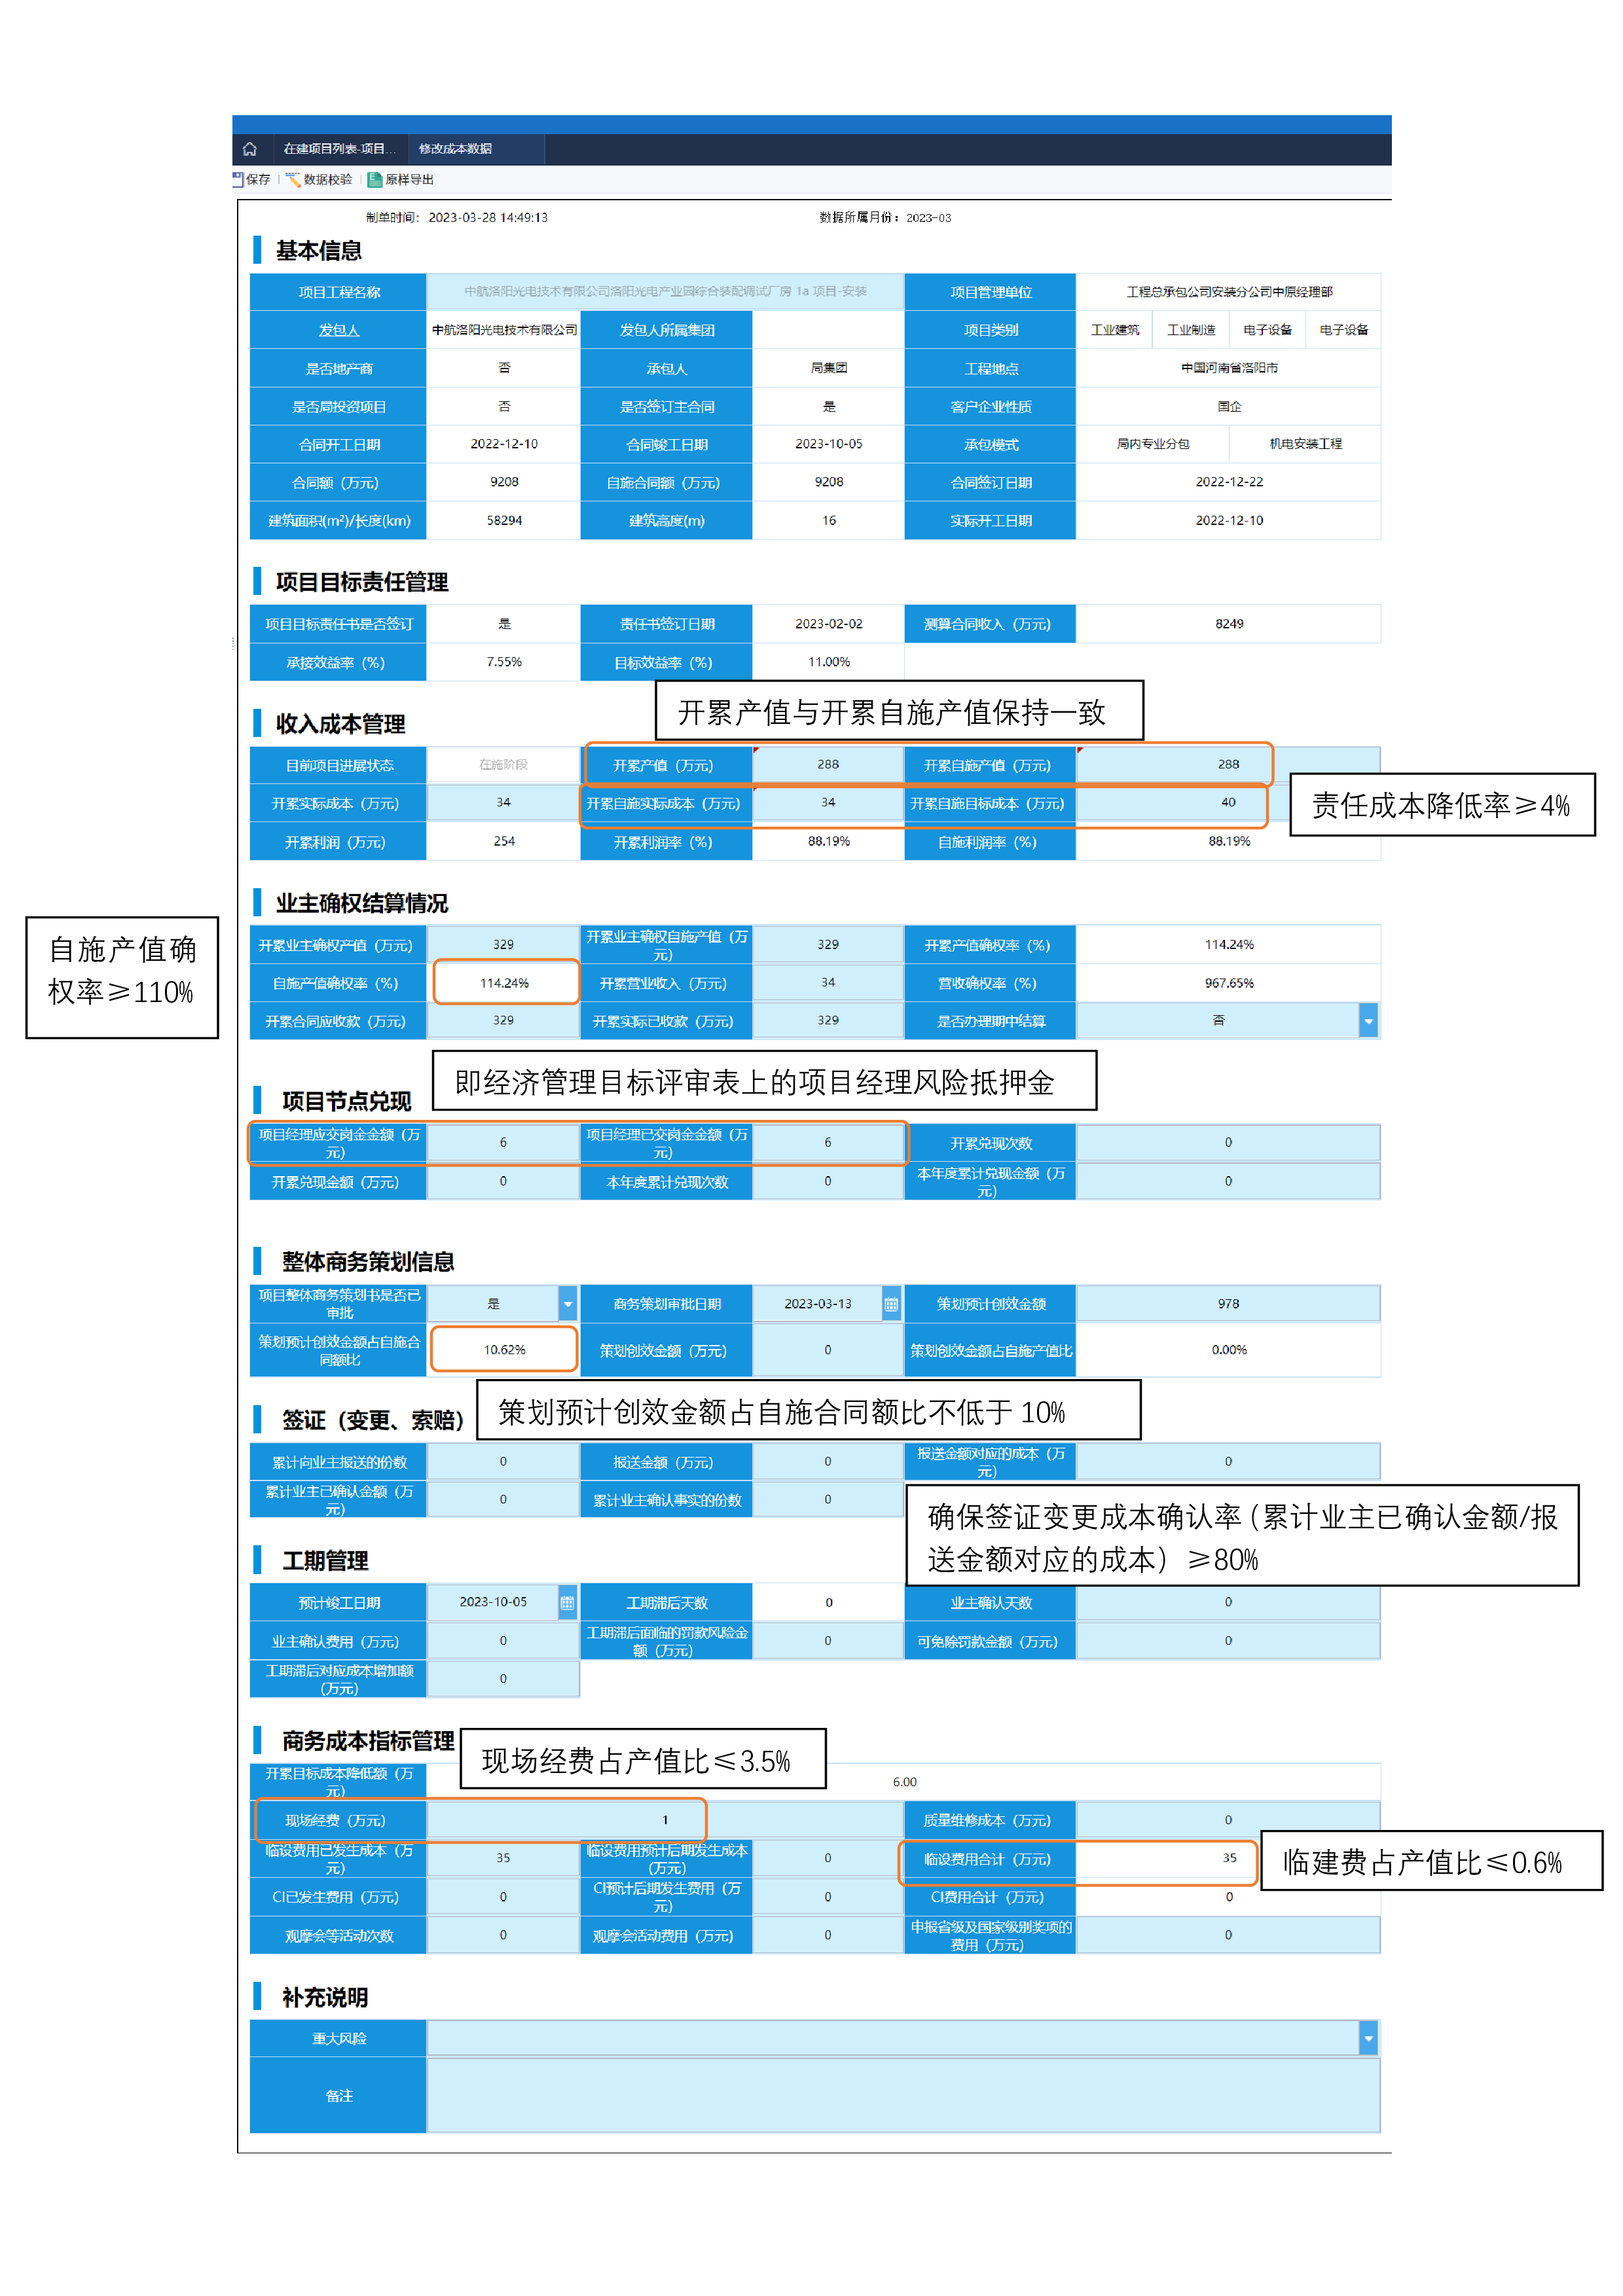 在建项目列表-项目... 修改成本数据
保存 数据校验 原样导出
制单时间： 2023-03-28 14:49:13 数据所属月份：2023-03
基本信息
项目工程名称 中航洛阳光电技术有限公司洛阳光电产业园综合装配调试厂房 1a 项目-安装 项目管理单位 工程总承包公司安装分公司中原经理部
发包人 中航洛阳光电技术有限公司 发包人所属集团 项目类别 工业建筑 工业制造 电子设备 电子设备
是否地产商 否 承包人 局集团 工程地点 中国河南省洛阳市
是否局投资项目 否 是否签订主合同 是 客户企业性质 国企
合同开工日期 2022-12-10 合同竣工日期 2023-10-05 承包模式 局内专业分包 机电安装工程
合同额（万元） 9208 自施合同额（万元） 9208 合同签订日期 2022-12-22
建筑面积(m²)/长度(km) 58294 建筑高度(m) 16 实际开工日期 2022-12-10
项目目标责任管理
项目目标责任书是否签订 是 责任书签订日期 2023-02-02 测算合同收入（万元） 8249
承接效益率（%） 7.55% 目标效益率（%） 11.00%
开累产值与开累自施产值保持一致
收入成本管理
目前项目进展状态 在施阶段 开累产值（万元） 288 开累自施产值（万元） 288
开累实际成本（万元） 34 开累自施实际成本（万元） 34 开累自施目标成本（万元） 40
责任成本降低率≥4%
开累利润（万元） 254 开累利润率（%） 88.19% 自施利润率（%） 88.19%
业主确权结算情况
自施产值确
权率≥110%
开累业主确权产值（万元） 329 开累业主确权自施产值（万
元） 329 开累产值确权率（%） 114.24%
自施产值确权率（%） 114.24% 开累营业收入（万元） 34 营收确权率（%） 967.65%
开累合同应收款（万元） 329 开累实际已收款（万元） 329 是否办理期中结算 否
即经济管理目标评审表上的项目经理风险抵押金
项目节点兑现
项目经理应交岗金金额（万
元） 6 项目经理已交岗金金额（万
元） 6 开累兑现次数 0
开累兑现金额（万元） 0 本年度累计兑现次数 0 本年度累计兑现金额（万
元） 0
整体商务策划信息
项目整体商务策划书是否已
审批 是 商务策划审批日期 2023-03-13 策划预计创效金额 978
策划预计创效金额占自施合
同额比 10.62% 策划创效金额（万元） 0 策划创效金额占自施产值比 0.00%
策划预计创效金额占自施合同额比不低于 10%
签证（变更、索赔）
累计向业主报送的份数 0 报送金额（万元） 0 报送金额对应的成本（万
元） 0
累计业主已确认金额（万
元） 0 累计业主确认事实的份数 0
确保签证变更成本确认率（累计业主已确认金额/报
送金额对应的成本）≥80%
工期管理
预计竣工日期 2023-10-05 工期滞后天数 0 业主确认天数 0
业主确认费用（万元） 0 工期滞后面临的罚款风险金
额（万元） 0 可免除罚款金额（万元） 0
工期滞后对应成本增加额
（万元） 0
商务成本指标管理
现场经费占产值比≤3.5%
开累目标成本降低额（万
元） 6.00
现场经费（万元） 1 质量维修成本（万元） 0
临设费用已发生成本（万
元） 35 临设费用预计后期发生成本
（万元） 0 临设费用合计（万元） 35
临建费占产值比≤0.6%
CI已发生费用（万元） 0 CI预计后期发生费用（万
元） 0 CI费用合计（万元） 0
观摩会等活动次数 0 观摩会活动费用（万元） 0 申报省级及国家级别奖项的
费用（万元） 0
补充说明
重大风险
备注